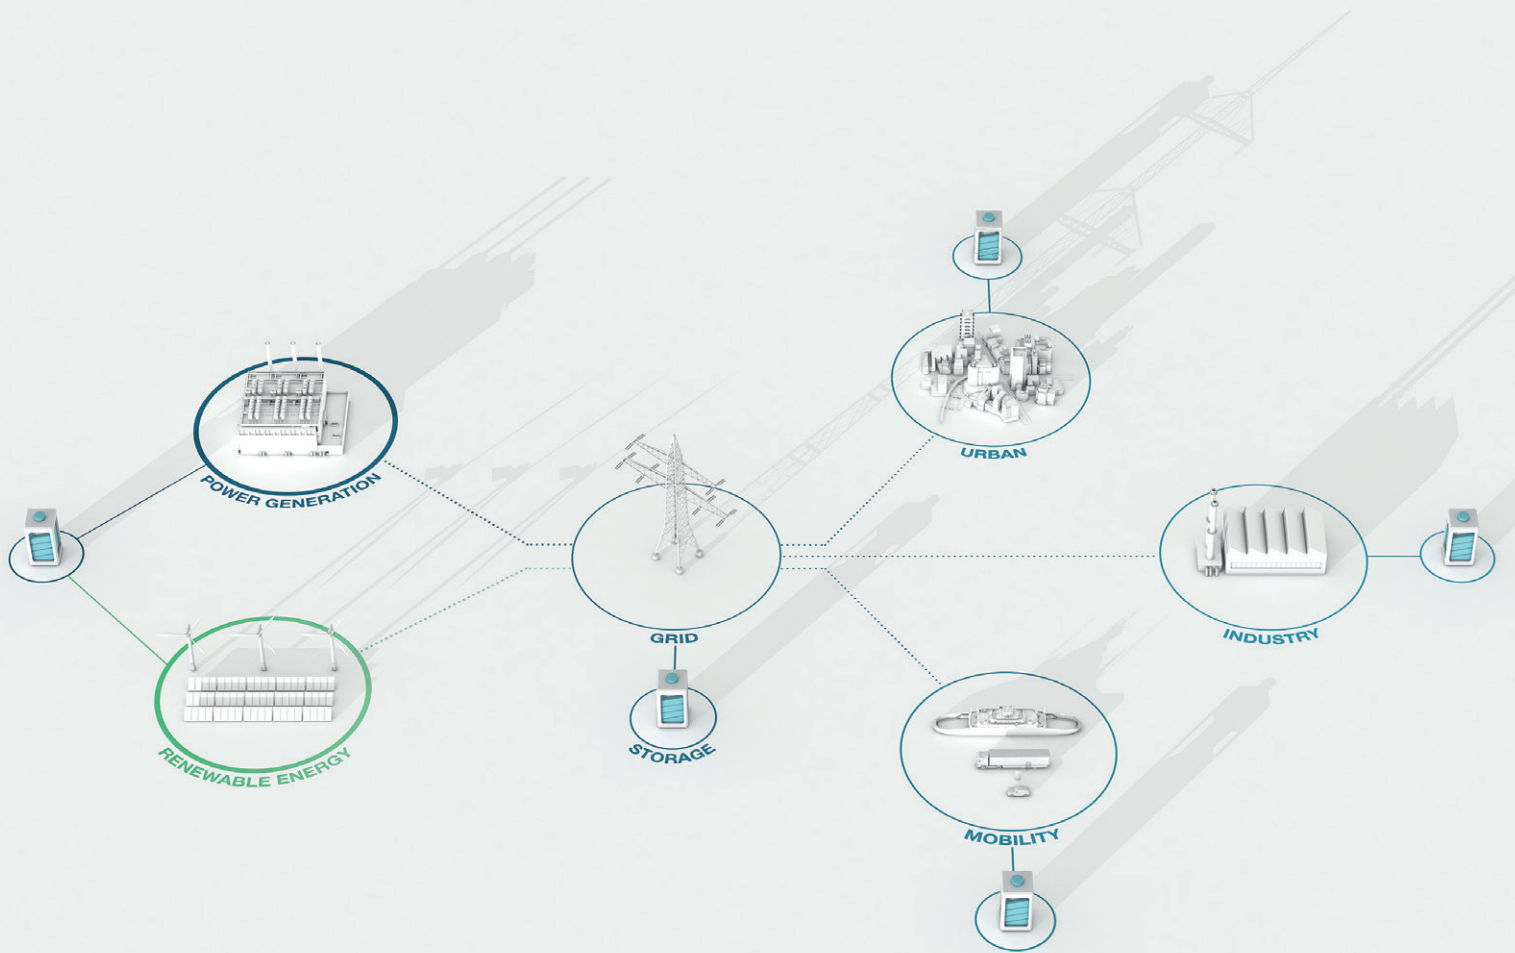 URBAN
POWER GENERATION
GRID
INDUSTRY
RENEWABLE ENERGY
STORAGE
MOBILITY